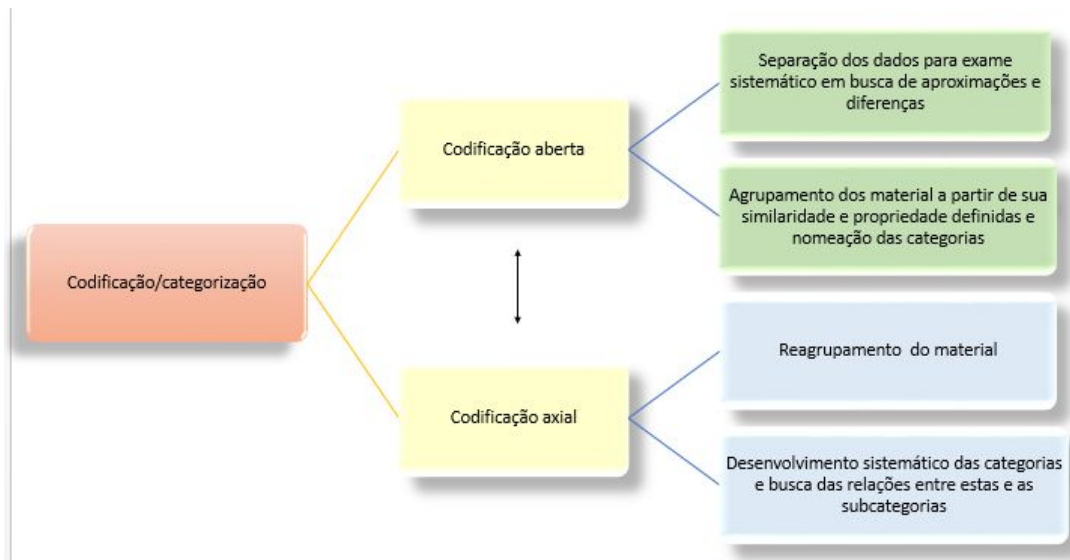 Separação dos dados para exame
sistemático em busca de aproximações e
diferenças
Codificação aberta
Agrupamento dos material a partir de sua
similaridade e propriedade definidas e
nomeação das categorias
Codificação/categorização
Reagrupamento do material
Codificação axial
Desenvolvimento sistemático das categorias
e busca das relações entre estas e as
subcategorias